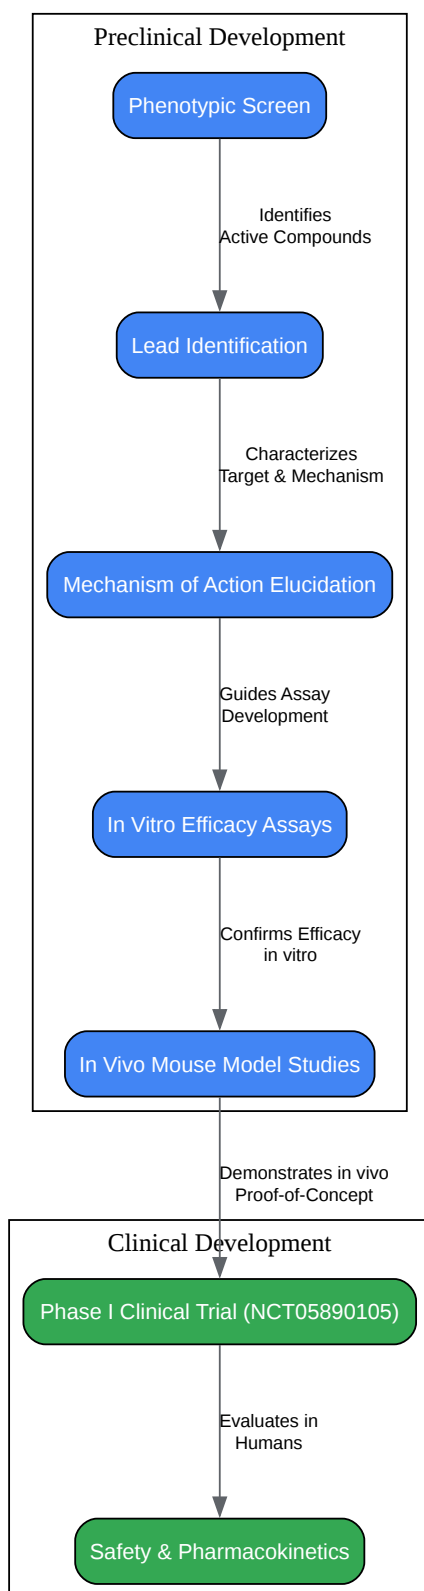 Preclinical Development
Phenotypic Screen
Identifies
Active Compounds
Lead Identification
Characterizes
Target & Mechanism
Mechanism of Action Elucidation
Guides Assay
Development
In Vitro Efficacy Assays
Confirms Efficacy
in vitro
In Vivo Mouse Model Studies
Demonstrates in vivo
Proof-of-Concept
Clinical Development
Phase I Clinical Trial (NCT05890105)
Evaluates in
Humans
Safety & Pharmacokinetics